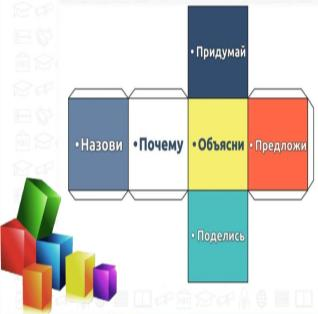 • Придумай
• Назови • Почему • Объясни • Предложи
• Поделись